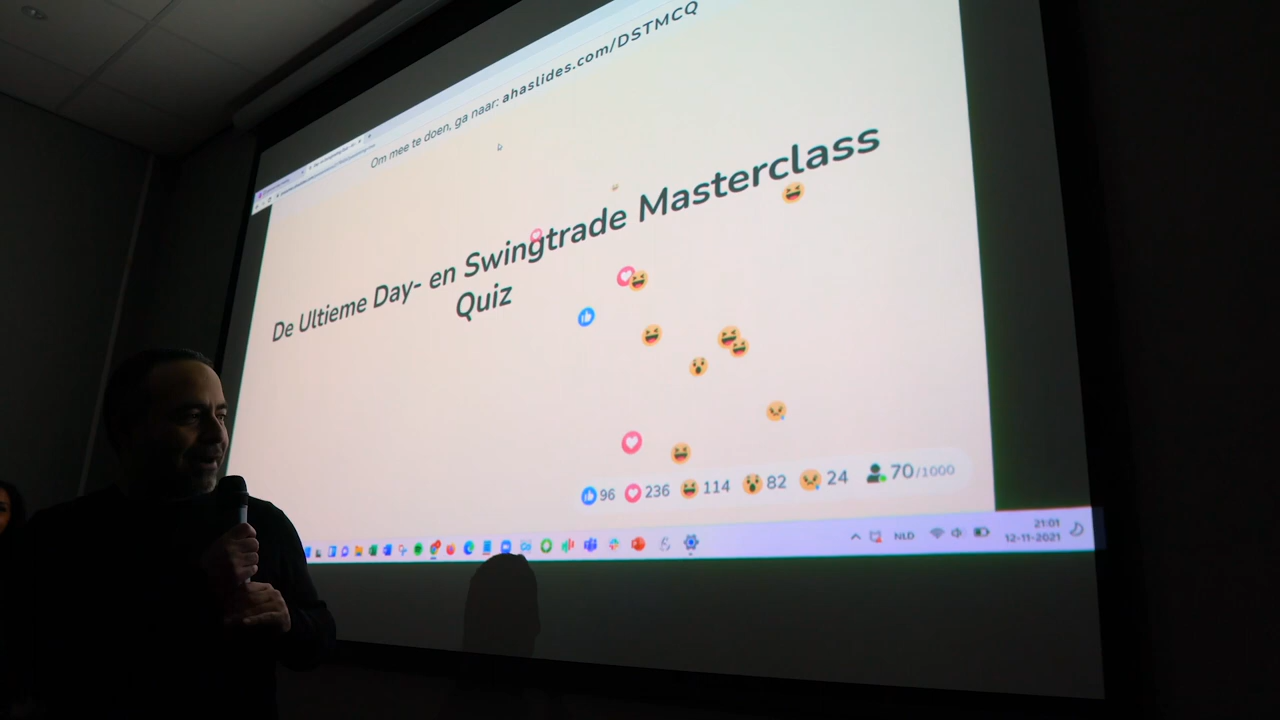 Om mee te doen, ga naar: ahaslides.com/DSTMCQ
De Ultieme Day- en Swingtrade Masterclass
Quiz
96 236 114 82 24 70/1000
NLD
21:01
12-11-2021